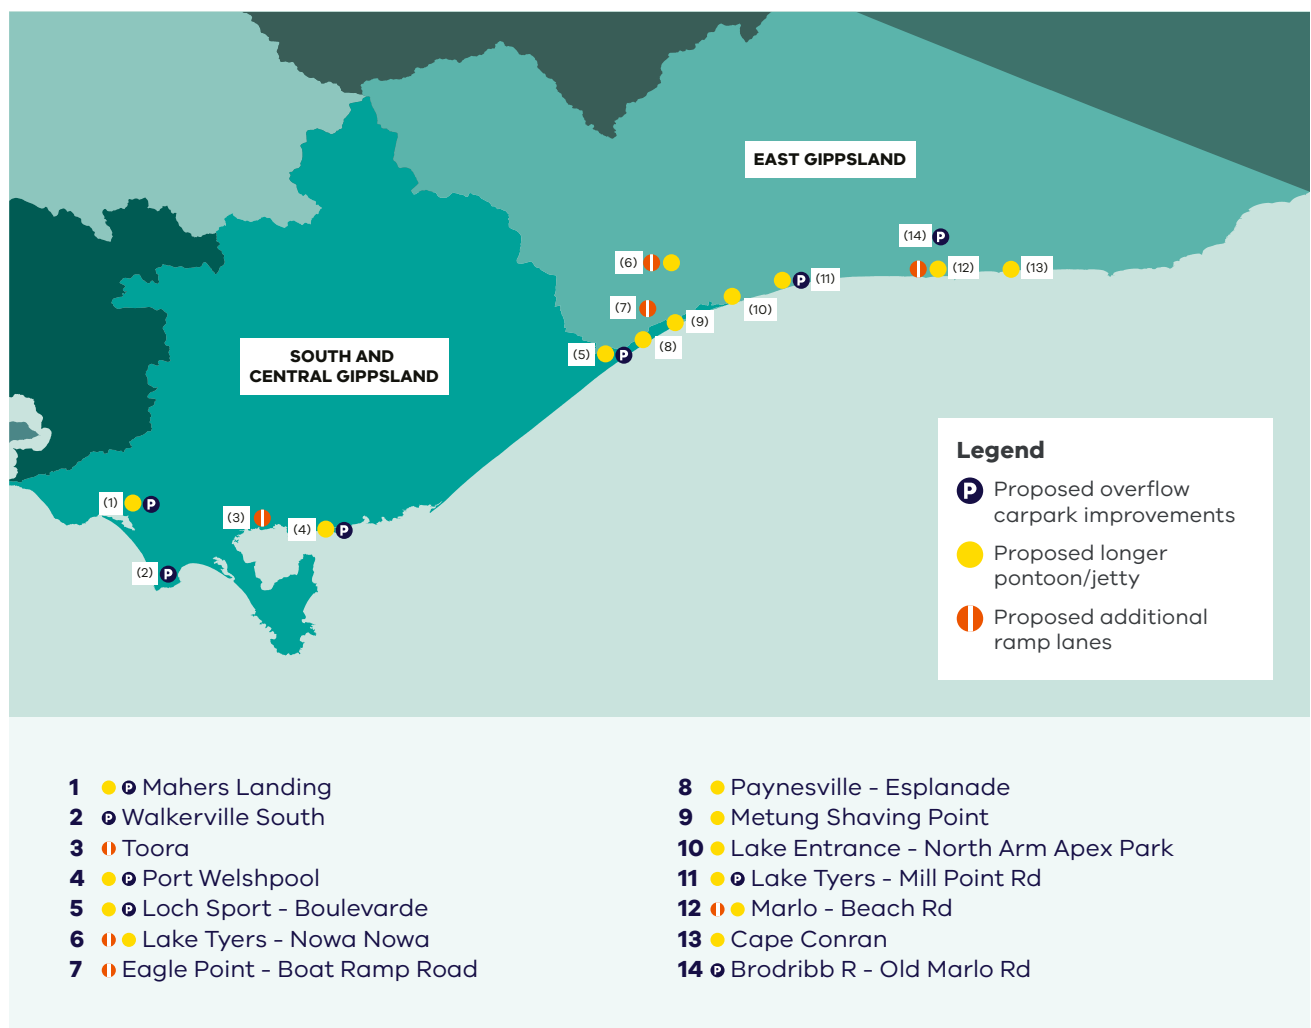 EAST GIPPSLAND
(14) P
(6)
(12)
(13)
P (11)
(7)
(10)
(9)
SOUTH AND
CENTRAL GIPPSLAND
(5) P
(8)
Legend
P Proposed overflow
carpark improvements
Proposed longer
pontoon/jetty
Proposed additional
ramp lanes
(1) P
(3)
(4) P
(2) P
1 P Mahers Landing
2 P Walkerville South
3 Toora
4 P Port Welshpool
5 P Loch Sport - Boulevarde
6 Lake Tyers - Nowa Nowa
7 Eagle Point - Boat Ramp Road
8 Paynesville - Esplanade
9 Metung Shaving Point
10 Lake Entrance - North Arm Apex Park
11 P Lake Tyers - Mill Point Rd
12 Marlo - Beach Rd
13 Cape Conran
14 P Brodribb R - Old Marlo Rd